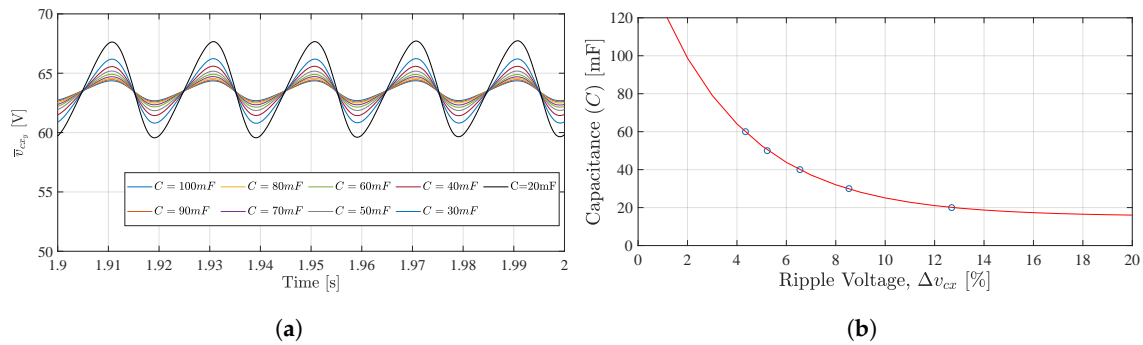 70
65
60
55
50
v̅cx_y [V]
C = 100mF C = 80mF C = 60mF C = 40mF C=20mF
C = 90mF C = 70mF C = 50mF C = 30mF
1.9 1.91 1.92 1.93 1.94 1.95 1.96 1.97 1.98 1.99 2
Time [s]
(a)
120
100
80
60
40
20
0
Capacitance (C) [mF]
0 2 4 6 8 10 12 14 16 18 20
Ripple Voltage, Δv_cx [%]
(b)